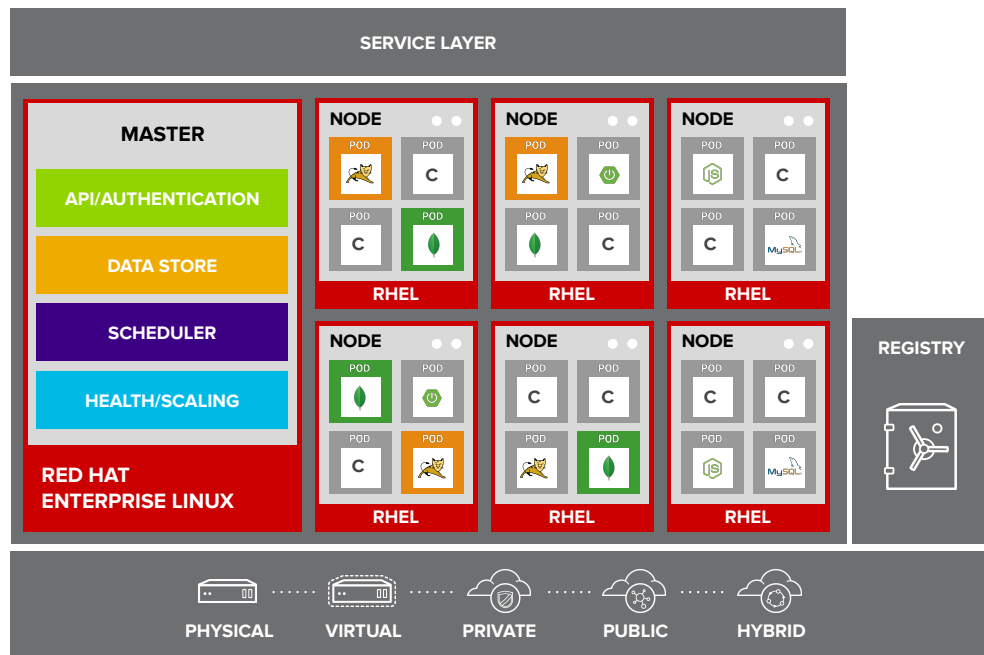 SERVICE LAYER
MASTER
API/AUTHENTICATION
DATA STORE
SCHEDULER
HEALTH/SCALING
RED HAT
ENTERPRISE LINUX
NODE
POD POD
C
POD POD
C
RHEL
NODE
POD POD
POD POD
C
RHEL
NODE
POD POD
JS C
POD POD
C MySQL
RHEL
NODE
POD POD
POD POD
C
RHEL
NODE
POD POD
C C
POD POD
RHEL
NODE
POD POD
C C
POD POD
JS MySQL
RHEL
REGISTRY
PHYSICAL
VIRTUAL
PRIVATE
PUBLIC
HYBRID